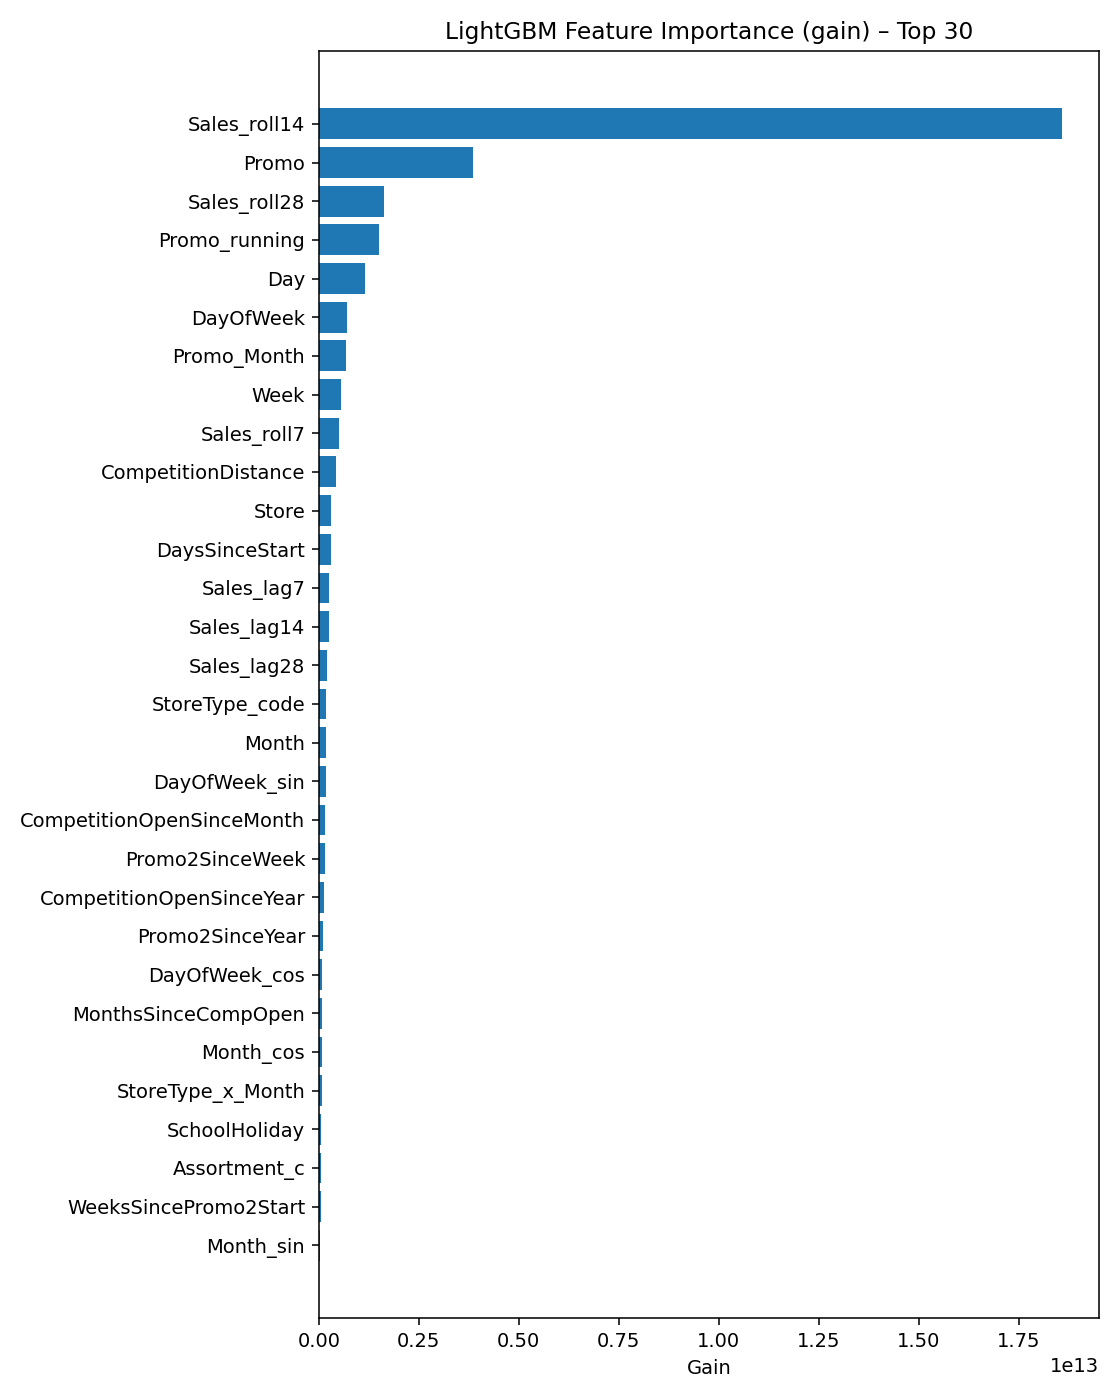 LightGBM Feature Importance (gain) – Top 30
Sales_roll14
Promo
Sales_roll28
Promo_running
Day
DayOfWeek
Promo_Month
Week
Sales_roll7
CompetitionDistance
Store
DaysSinceStart
Sales_lag7
Sales_lag14
Sales_lag28
StoreType_code
Month
DayOfWeek_sin
CompetitionOpenSinceMonth
Promo2SinceWeek
CompetitionOpenSinceYear
Promo2SinceYear
DayOfWeek_cos
MonthsSinceCompOpen
Month_cos
StoreType_x_Month
SchoolHoliday
Assortment_c
WeeksSincePromo2Start
Month_sin
0.00 0.25 0.50 0.75 1.00 1.25 1.50 1.75
1e13
Gain